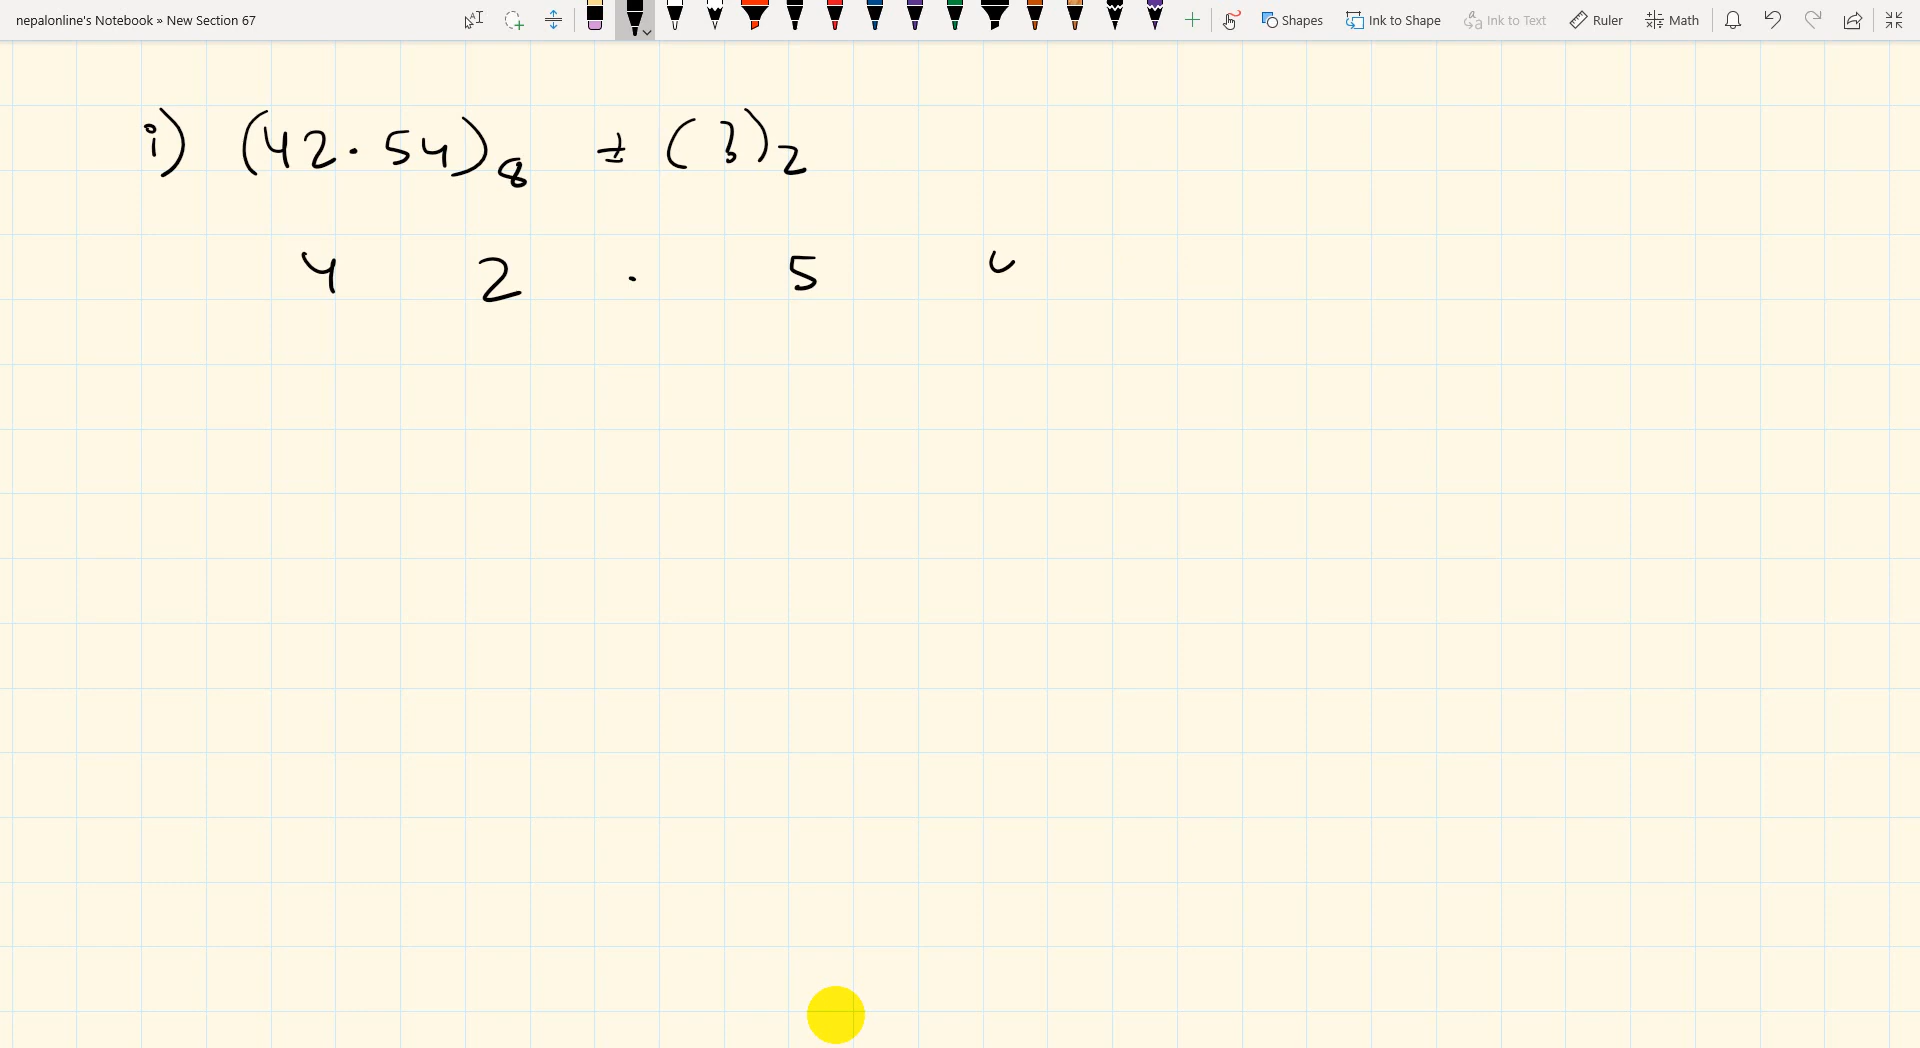 nepalonline's Notebook » New Section 67
Shapes
Ink to Shape
Ink to Text
Ruler
Math
i) (42.54)8 = (?)2
4 2 . 5